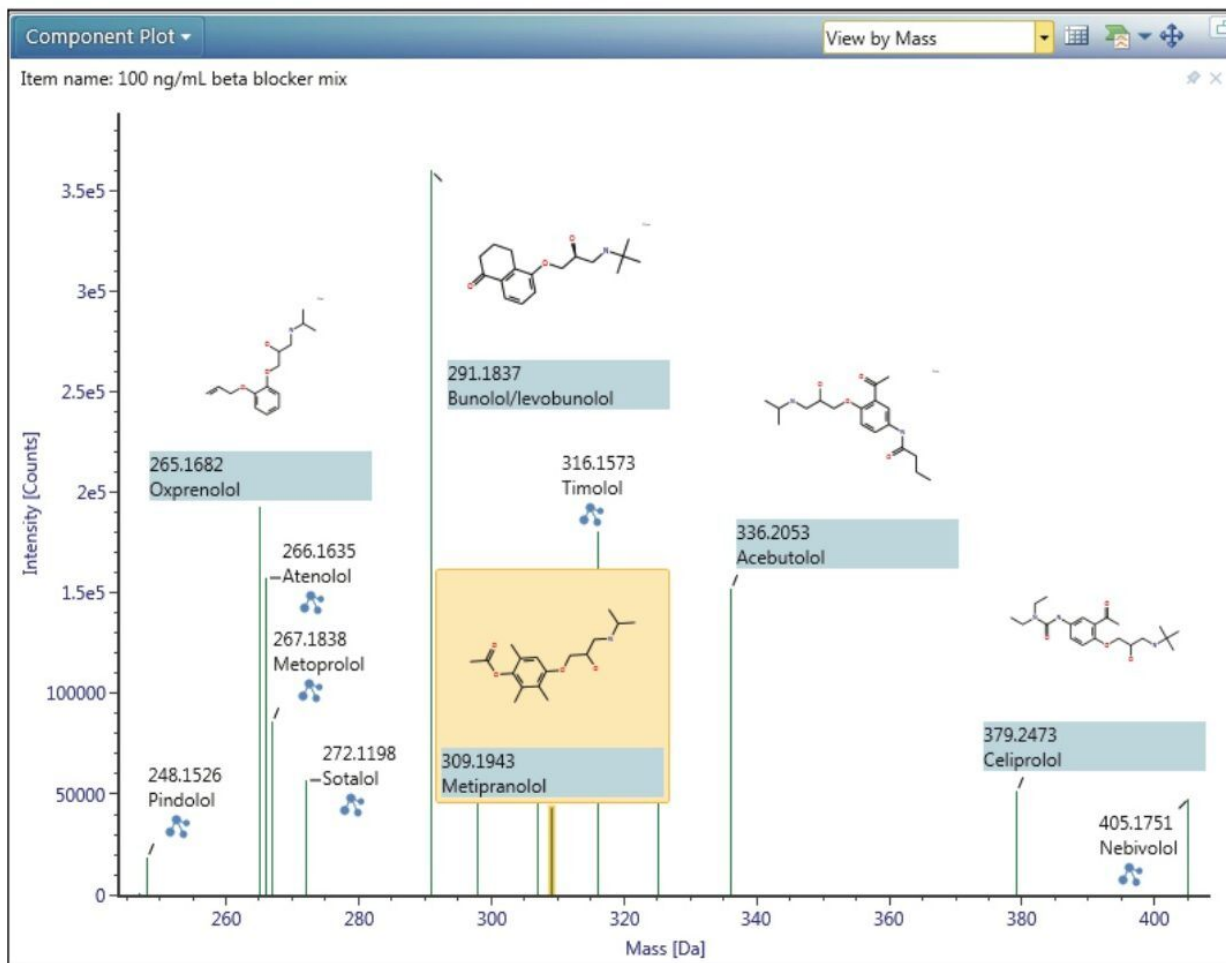 Component Plot
View by Mass
Item name: 100 ng/mL beta blocker mix
Intensity [Counts]
3.5e5
3e5
2.5e5
2e5
1.5e5
100000
50000
0
265.1682
Oxprenolol
266.1635
Atenolol
267.1838
Metoprolol
248.1526
Pindolol
272.1198
Sotalol
291.1837
Bunolol/levobunolol
316.1573
Timolol
309.1943
Metipranolol
336.2053
Acebutolol
379.2473
Celiprolol
405.1751
Nebivolol
260
280
300
320
340
360
380
400
Mass [Da]